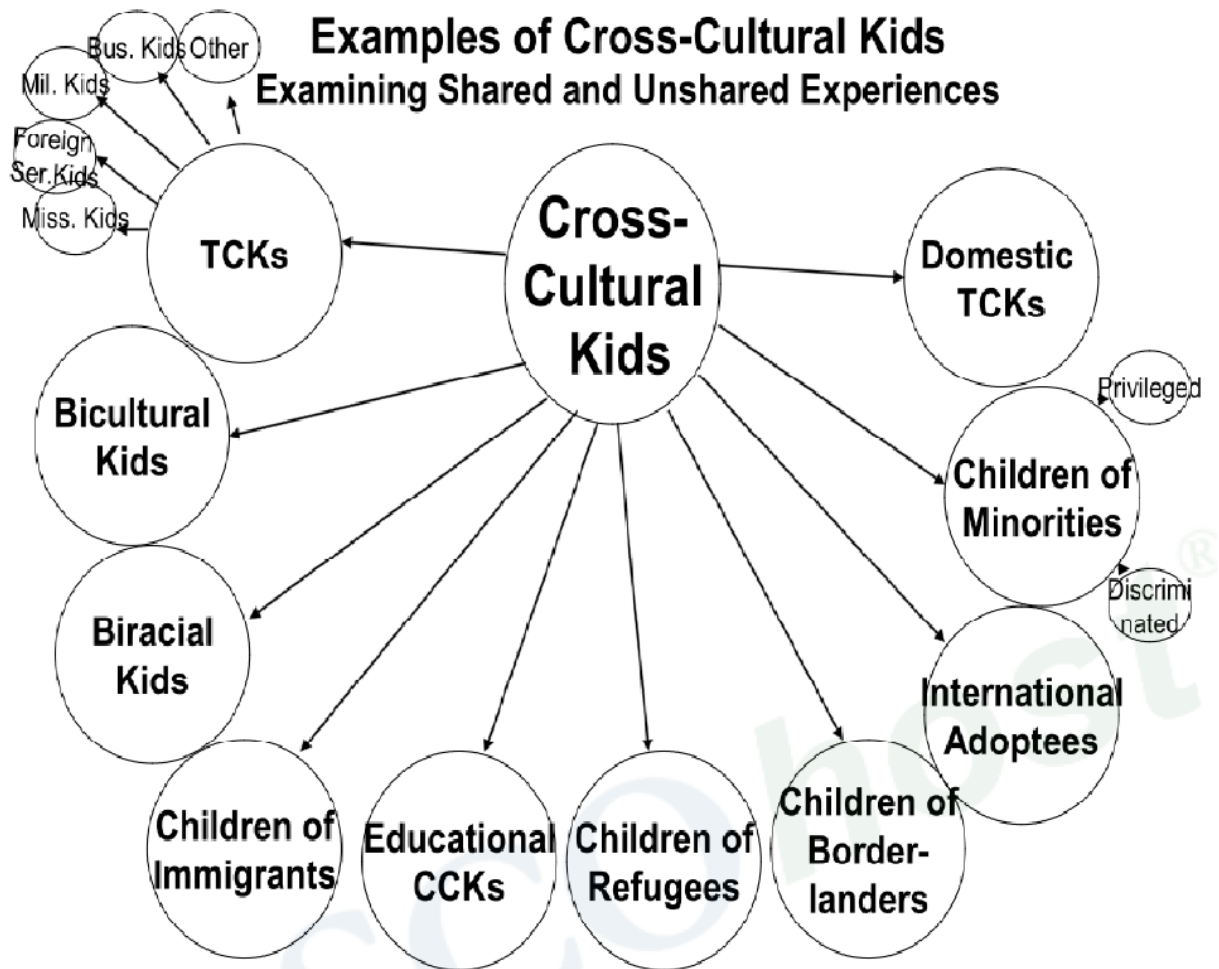 Examples of Cross-Cultural Kids
Examining Shared and Unshared Experiences
Bus. Kids
Other
Mil. Kids
Foreign
Ser.Kids
Miss. Kids
TCKs
Cross-
Cultural
Kids
Domestic
TCKs
Privileged
Bicultural
Kids
Children of
Minorities
Discrimi
nated
Biracial
Kids
International
Adoptees
Children of
Immigrants
Educational
CCKs
Children of
Refugees
Children of
Border-
landers
SCOhost®